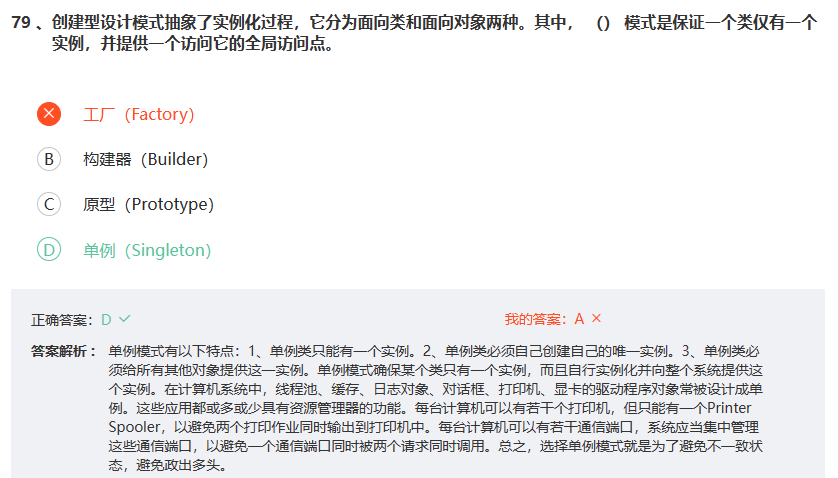 79 、创建型设计模式抽象了实例化过程，它分为面向类和面向对象两种。其中， （） 模式是保证一个类仅有一个
实例，并提供一个访问它的全局访问点。
工厂（Factory）
B 构建器（Builder）
C 原型（Prototype）
D 单例（Singleton）
正确答案：D ✓ 我的答案：A ×
答案解析： 单例模式有以下特点：1、单例类只能有一个实例。2、单例类必须自己创建自己的唯一实例。3、单例类必
须给所有其他对象提供这一实例。单例模式确保某个类只有一个实例，而且自行实例化并向整个系统提供这
个实例。在计算机系统中，线程池、缓存、日志对象、对话框、打印机、显卡的驱动程序对象常被设计成单
例。这些应用都或多或少具有资源管理器的功能。每台计算机可以有若干个打印机，但只能有一个Printer
Spooler，以避免两个打印作业同时输出到打印机中。每台计算机可以有若干通信端口，系统应当集中管理
这些通信端口，以避免一个通信端口同时被两个请求同时调用。总之，选择单例模式就是为了避免不一致状
态，避免政出多头。